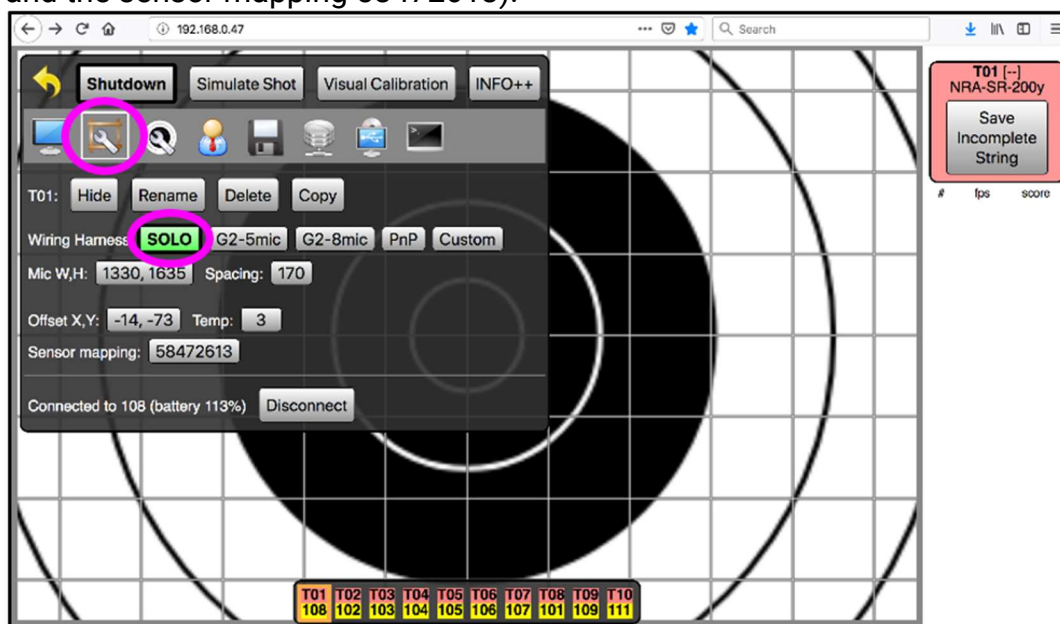 and the sensor mapping 58472613).
192.168.0.47
Search
Shutdown Simulate Shot Visual Calibration INFO++
T01: Hide Rename Delete Copy
Wiring Harness SOLO G2-5mic G2-8mic PnP Custom
Mic W,H: 1330, 1635 Spacing: 170
Offset X,Y: -14, -73 Temp: 3
Sensor mapping: 58472613
Connected to 108 (battery 113%) Disconnect
T01 [--]
NRA-SR-200y
Save
Incomplete
String
# fps score
T01 T02 T03 T04 T05 T06 T07 T08 T09 T10
108 102 103 104 105 106 107 101 109 111